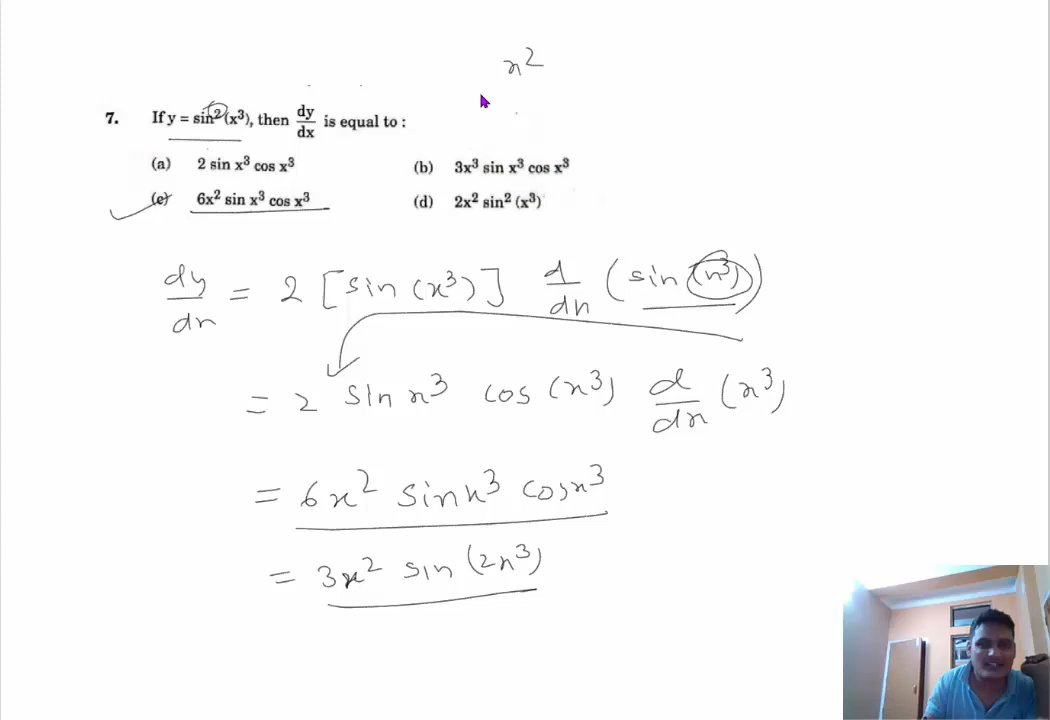 x²
7. If y = sin² (x³), then dy/dx is equal to :
(a) 2 sin x³ cos x³ (b) 3x³ sin x³ cos x³
(c) 6x² sin x³ cos x³ (d) 2x² sin² (x³)
dy/dx = 2 [sin (x³)] d/dx (sin (x³))
= 2 sin x³ cos (x³) d/dx (x³)
= 6x² sin x³ cos x³
= 3x² sin (2x³)